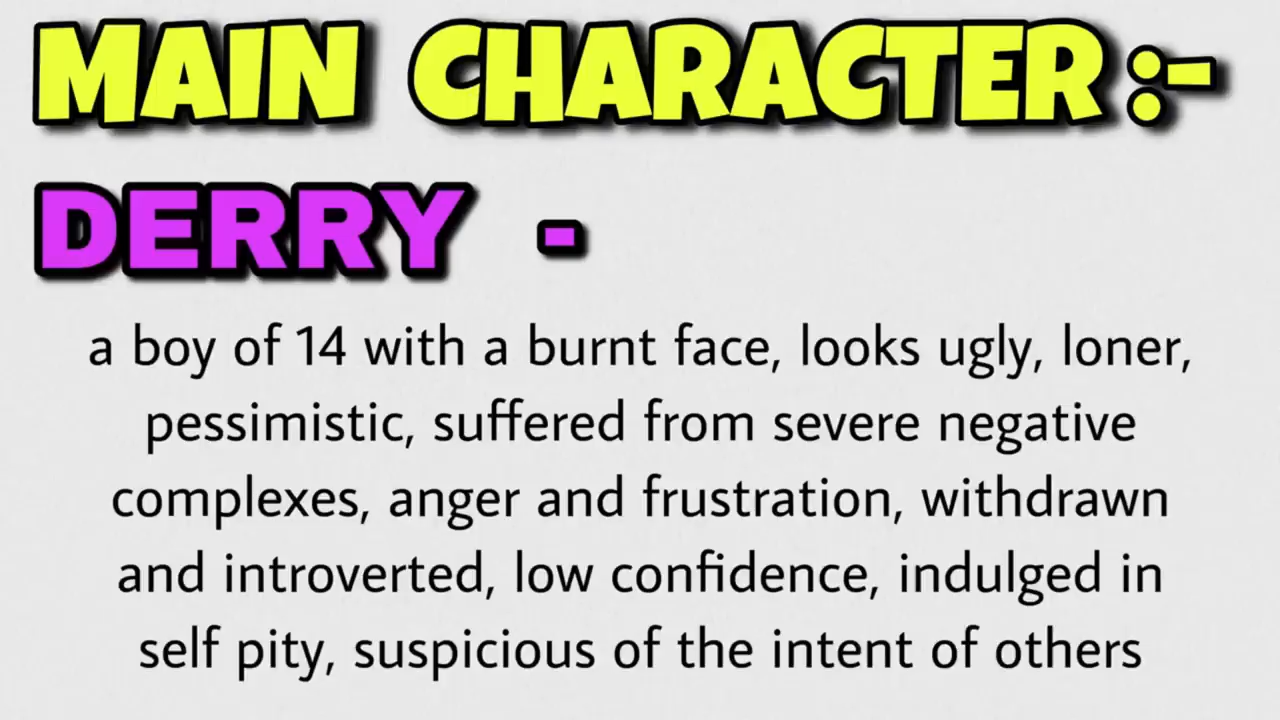 MAIN CHARACTER :-
DERRY -
a boy of 14 with a burnt face, looks ugly, loner,
pessimistic, suffered from severe negative
complexes, anger and frustration, withdrawn
and introverted, low confidence, indulged in
self pity, suspicious of the intent of others